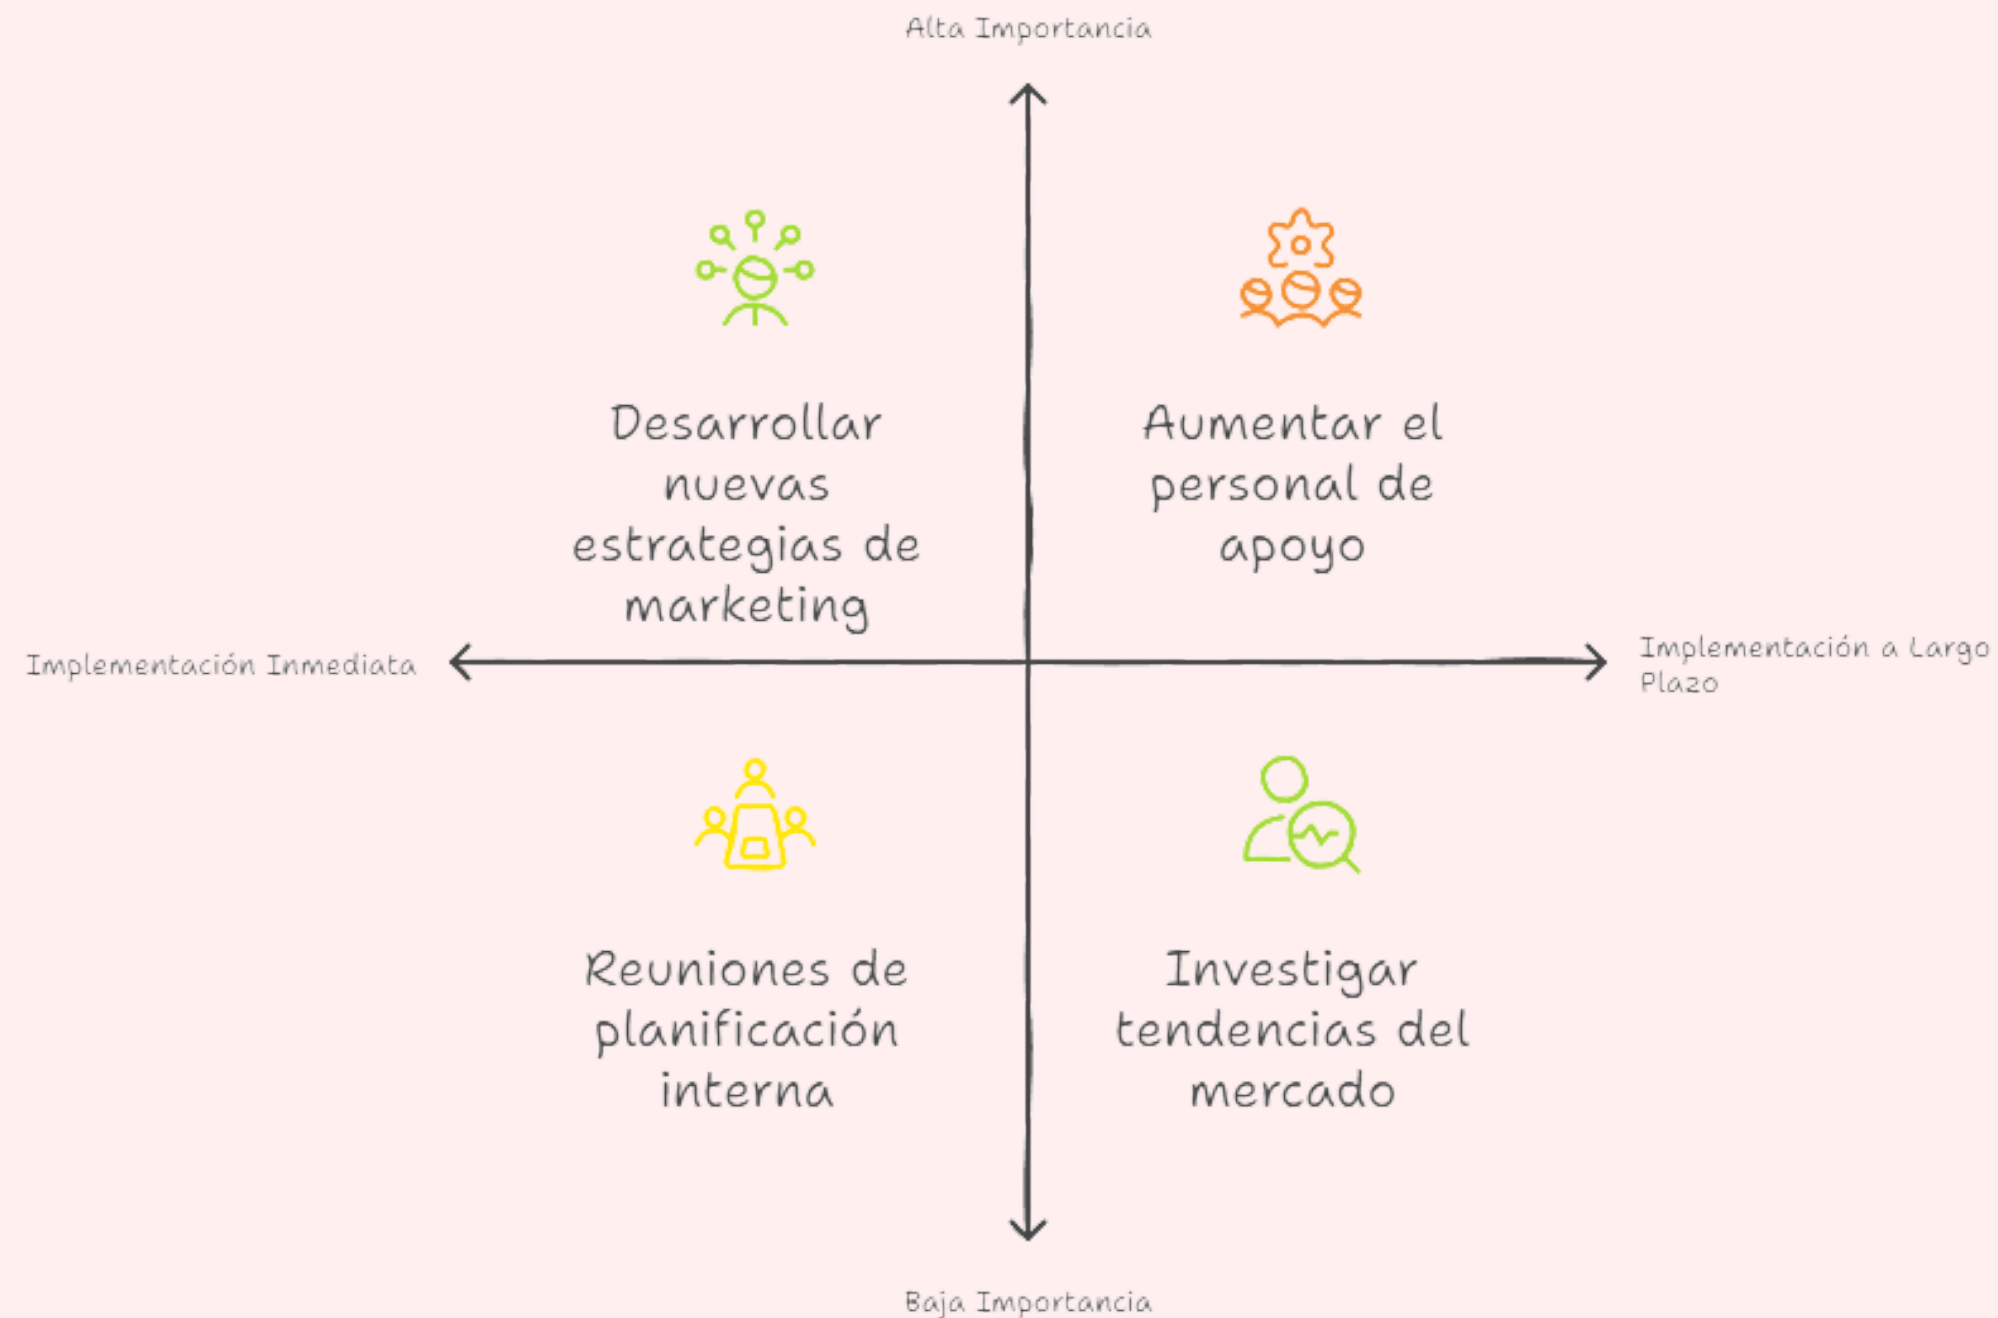 Alta Importancia
Desarrollar
nuevas
estrategias de
marketing
Aumentar el
personal de
apoyo
Implementación Inmediata
Implementación a Largo
Plazo
Reuniones de
planificación
interna
Investigar
tendencias del
mercado
Baja Importancia